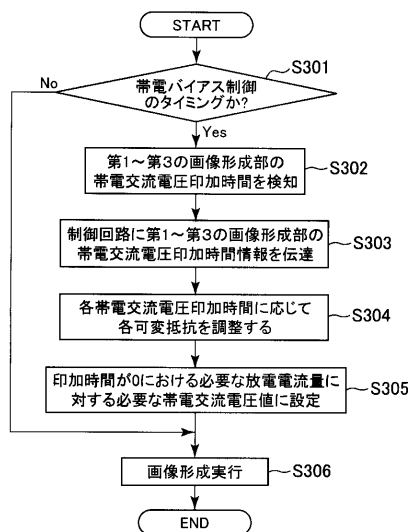 START
帯電バイアス制御
のタイミングか?
S301
No
Yes
第1～第3の画像形成部の
帯電交流電圧印加時間を検知
S302
制御回路に第1～第3の画像形成部の
帯電交流電圧印加時間情報を伝達
S303
各帯電交流電圧印加時間に応じて
各可変抵抗を調整する
S304
印加時間が0における必要な放電電流量に
対する必要な帯電交流電圧値に設定
S305
画像形成実行
S306
END